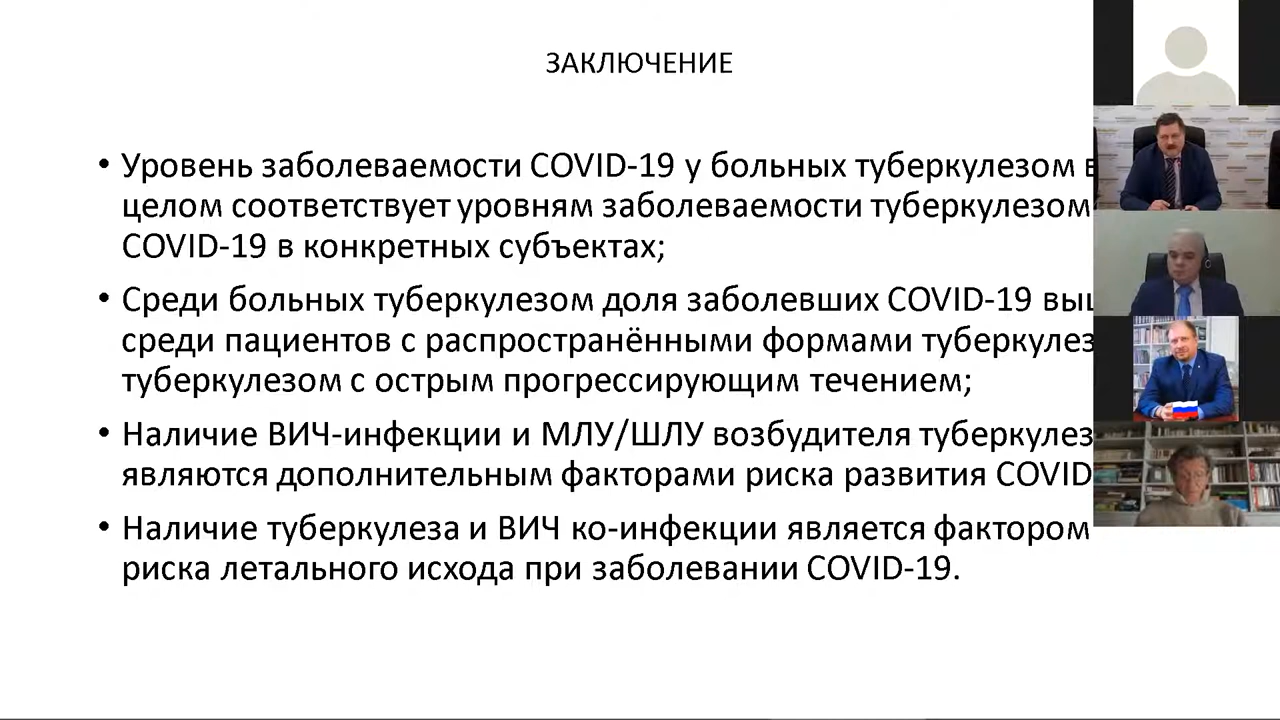 ЗАКЛЮЧЕНИЕ
• Уровень заболеваемости COVID-19 у больных туберкулезом в
целом соответствует уровням заболеваемости туберкулезом
COVID-19 в конкретных субъектах;
• Среди больных туберкулезом доля заболевших COVID-19
среди пациентов с распространёнными формами
туберкулезом с острым прогрессирующим течением;
• Наличие ВИЧ-инфекции и МЛУ/ШЛУ возбудителя
являются дополнительным факторами риска развития COVID
• Наличие туберкулеза и ВИЧ ко-инфекции является фактором
риска летального исхода при заболевании COVID-19.